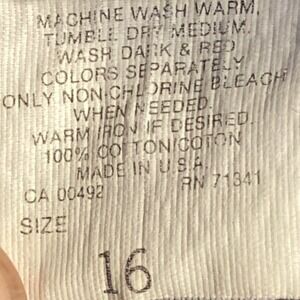 MACHINE WASH WARM,
TUMBLE DRY MEDIUM.
WASH DARK & RED
COLORS SEPARATELY
ONLY NON-CHLORINE BLEACH
WHEN NEEDED.
WARM IRON IF DESIRED.
100% COTTON/COTON
MADE IN U.S.A.
CA 00492 RN 71341
SIZE
16